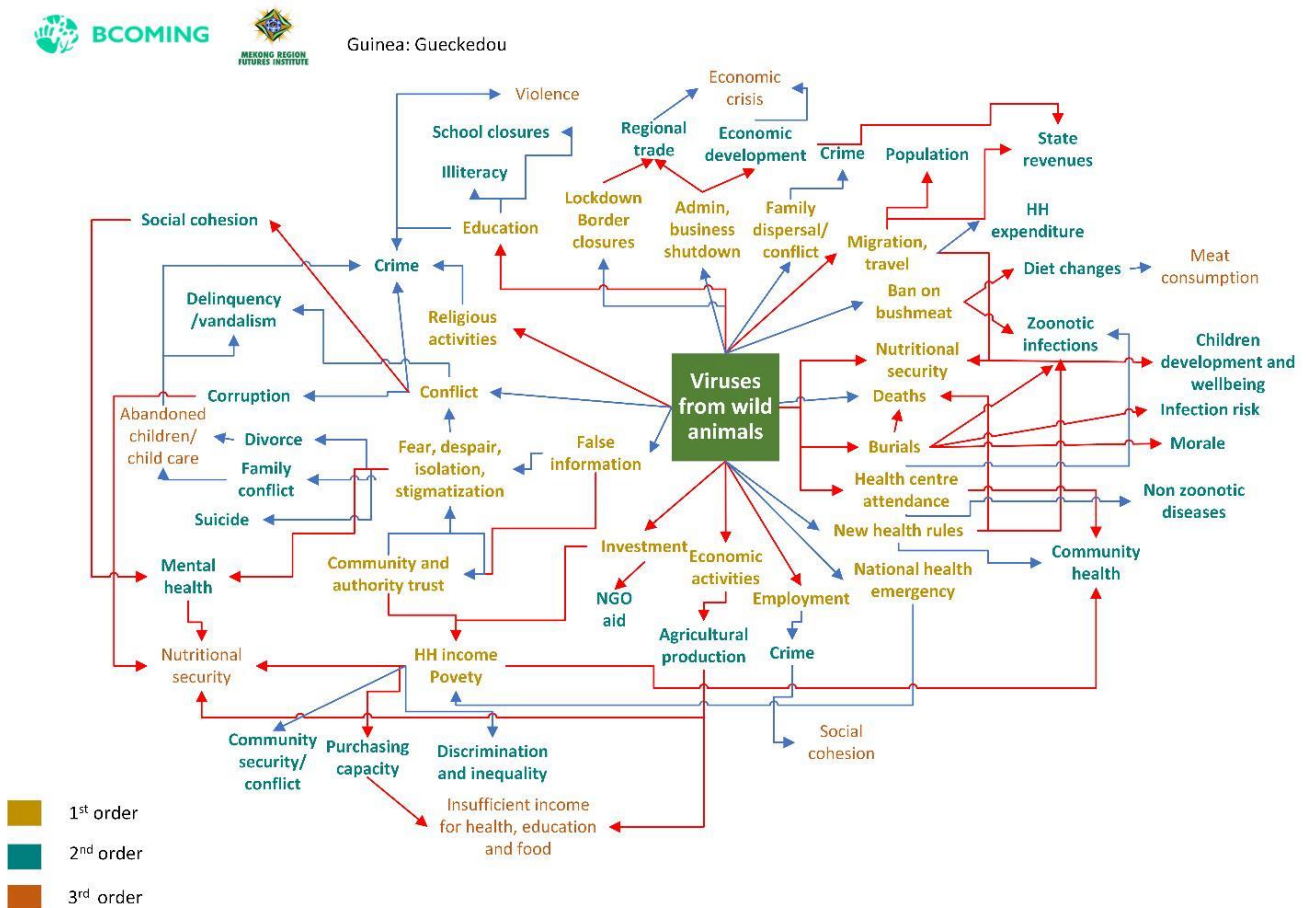 BCOMING
MEKONG REGION
FUTURES INSTITUTE
Guinea: Gueckedou
Violence
Economic
crisis
School closures
Regional
trade
Economic
development
Crime
Population
State
revenues
Illiteracy
Social cohesion
Education
Lockdown
Border
closures
Admin,
business
shutdown
Family
dispersal/
conflict
Migration,
travel
HH
expenditure
Crime
Diet changes
Meat
consumption
Ban on
bushmeat
Delinquency
/vandalism
Religious
activities
Zoonotic
infections
Nutritional
security
Children
development and
wellbeing
Viruses
from wild
animals
Corruption
Conflict
Deaths
Infection risk
Abandoned
children/
child care
Divorce
Fear, despair,
isolation,
stigmatization
False
information
Burials
Morale
Family
conflict
Health centre
attendance
Non zoonotic
diseases
Suicide
New health rules
Investment
Community
health
Mental
health
Community and
authority trust
Economic
activities
National health
emergency
NGO
aid
Employment
Agricultural
production
Crime
Nutritional
security
HH income
Povety
Social
cohesion
Community
security/
conflict
Purchasing
capacity
Discrimination
and inequality
Insufficient income
for health, education
and food
1st order
2nd order
3rd order